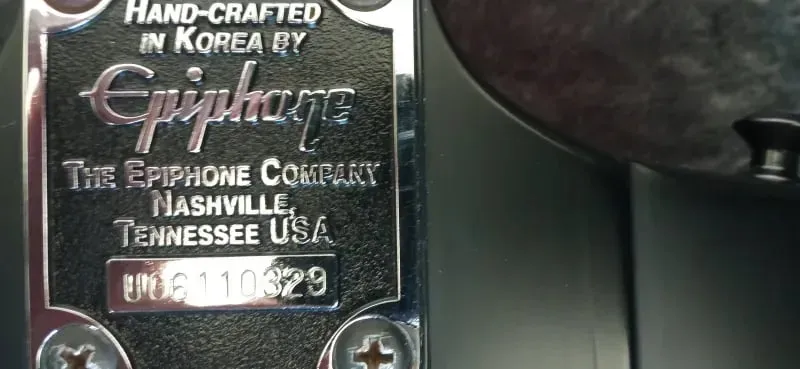 HAND-CRAFTED
IN KOREA BY
Epiphone
THE EPIPHONE COMPANY
NASHVILLE,
TENNESSEE USA
U06110329